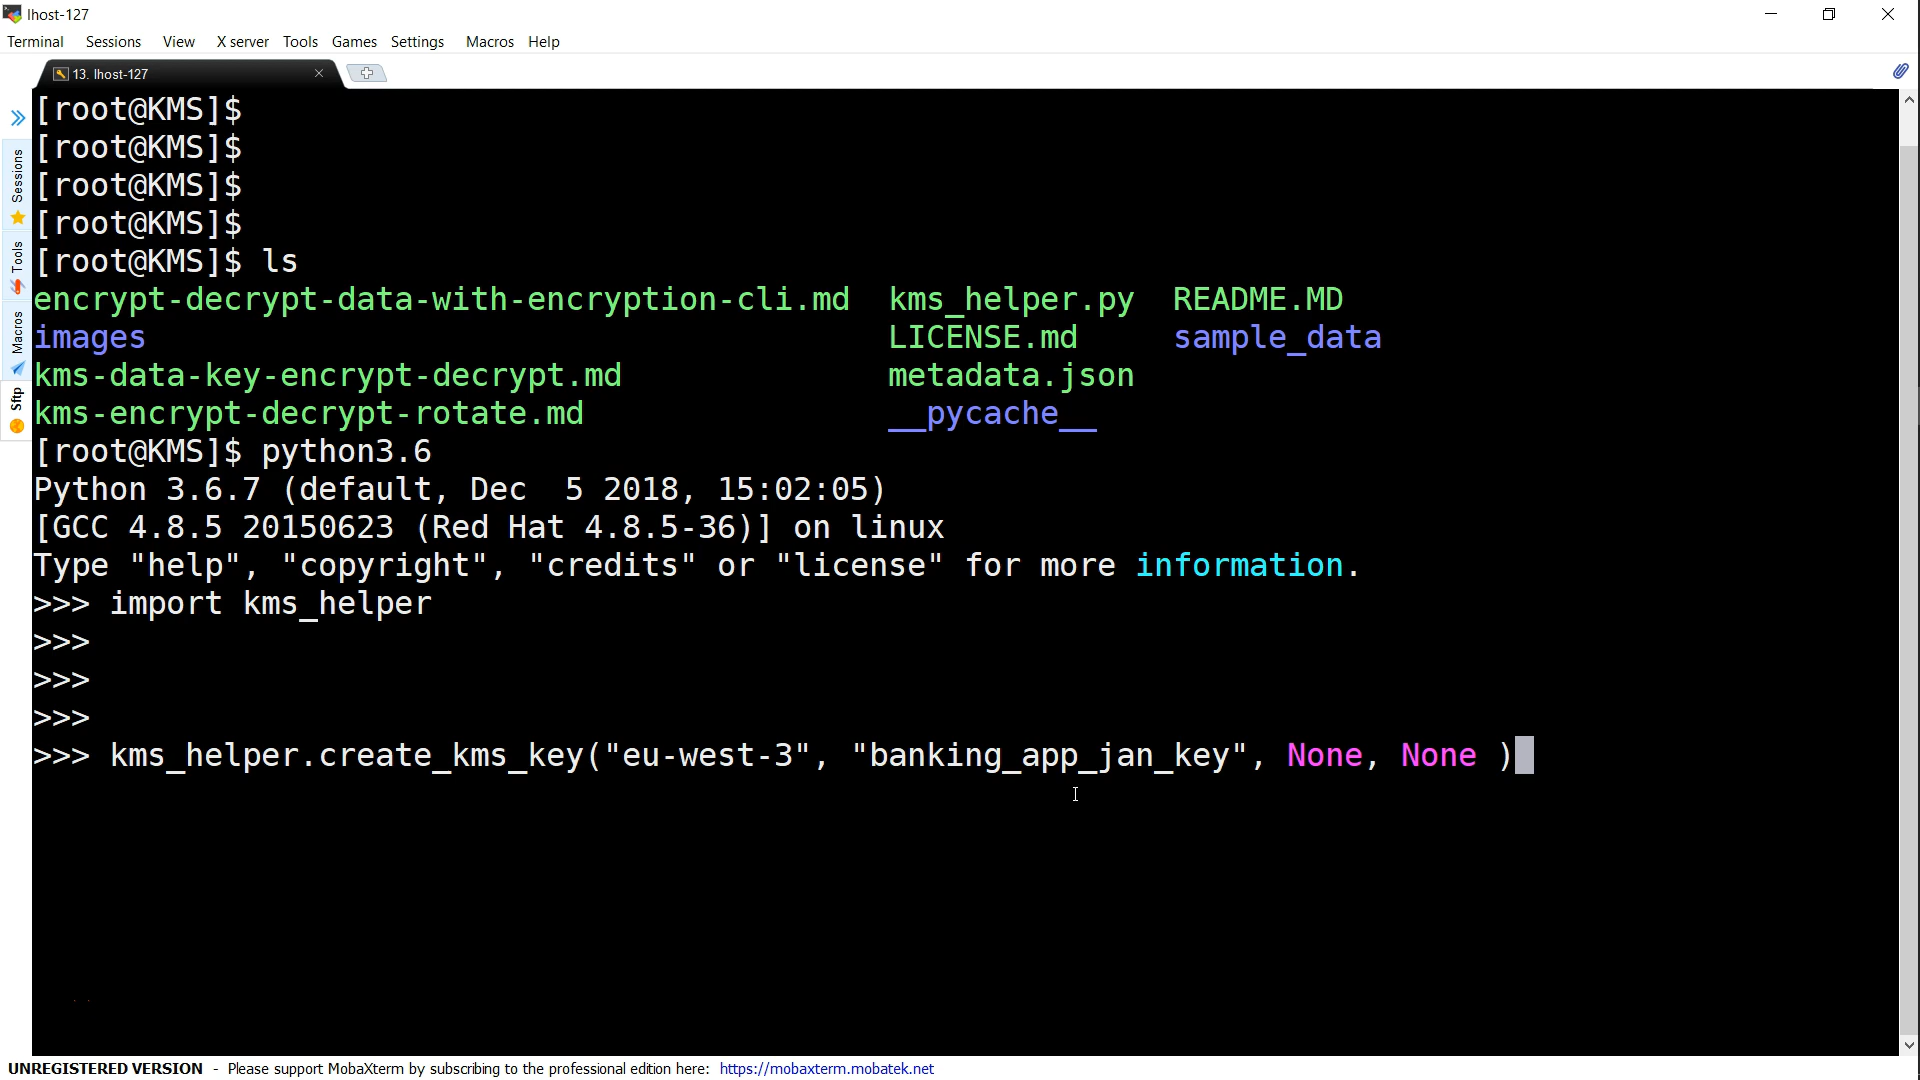 lhost-127
Terminal Sessions View X server Tools Games Settings Macros Help
13. lhost-127
Sessions
Tools
Macros
Sftp
[root@KMS]$
[root@KMS]$
[root@KMS]$
[root@KMS]$
[root@KMS]$ ls
encrypt-decrypt-data-with-encryption-cli.md kms_helper.py README.MD
images LICENSE.md sample_data
kms-data-key-encrypt-decrypt.md metadata.json
kms-encrypt-decrypt-rotate.md __pycache__
[root@KMS]$ python3.6
Python 3.6.7 (default, Dec  5 2018, 15:02:05)
[GCC 4.8.5 20150623 (Red Hat 4.8.5-36)] on linux
Type "help", "copyright", "credits" or "license" for more information.
>>> import kms_helper
>>>
>>>
>>>
>>> kms_helper.create_kms_key("eu-west-3", "banking_app_jan_key", None, None )
UNREGISTERED VERSION - Please support MobaXterm by subscribing to the professional edition here: https://mobaxterm.mobatek.net